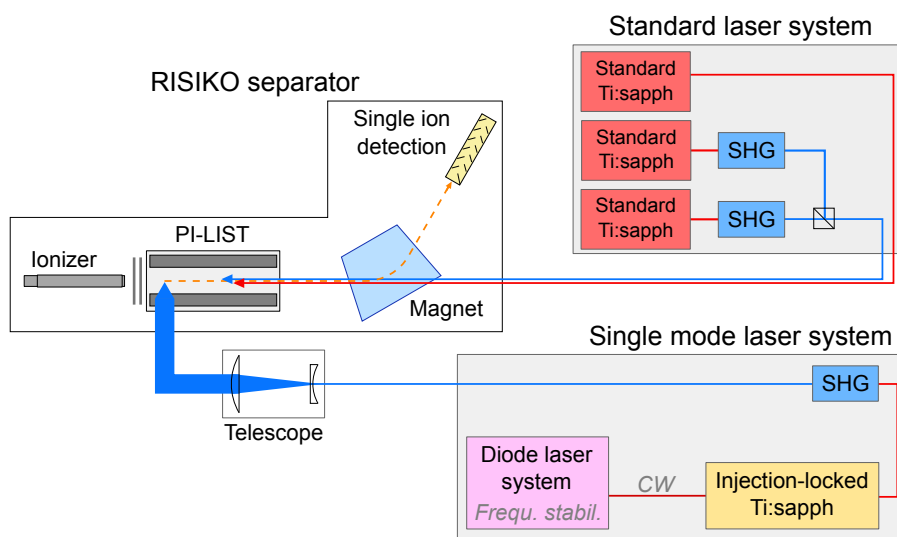 Standard laser system
RISIKO separator
Standard
Ti:sapph
Single ion
detection
Standard
Ti:sapph
SHG
Standard
Ti:sapph
SHG
PI-LIST
Ionizer
Magnet
Single mode laser system
SHG
Telescope
Diode laser
system
Frequ. stabil.
CW
Injection-locked
Ti:sapph